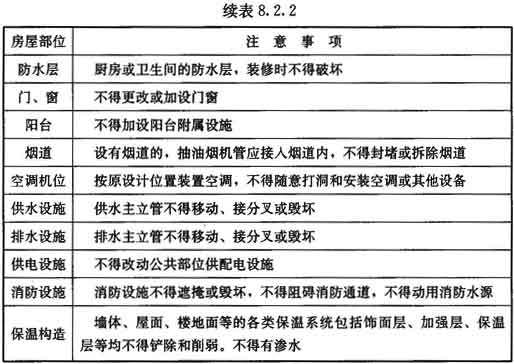 续表8.2.2
房屋部位 注意事项
防水层 厨房或卫生间的防水层,装修时不得破坏
门、窗 不得更改或加设门窗
阳台 不得加设阳台附属设施
烟道 设有烟道的,抽油烟机管应接入烟道内,不得封堵或拆除烟道
空调机位 按原设计位置装置空调,不得随意打洞和安装空调或其他设备
供水设施 供水主立管不得移动、接分叉或毁坏
排水设施 排水主立管不得移动、接分叉或毁坏
供电设施 不得改动公共部位供配电设施
消防设施 消防设施不得遮掩或毁坏,不得阻碍消防通道,不得动用消防水源
保温构造 墙体、屋面、楼地面等的各类保温系统包括饰面层、加强层、保温
层等均不得铲除和削弱。不得有渗水